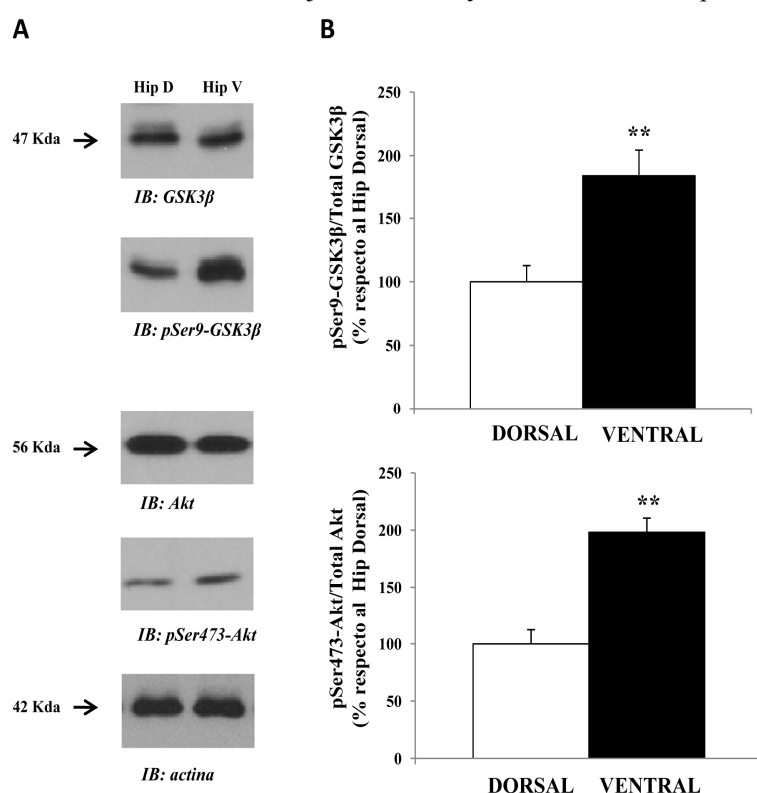 A
B
Hip D Hip V
47 Kda
IB: GSK3β
IB: pSer9-GSK3β
56 Kda
IB: Akt
IB: pSer473-Akt
42 Kda
IB: actina
pSer9-GSK3β/Total GSK3β
(% respecto al Hip Dorsal)
250
200
150
100
50
0
**
DORSAL VENTRAL
pSer473-Akt/Total Akt
(% respecto al Hip Dorsal)
250
200
150
100
50
0
**
DORSAL VENTRAL